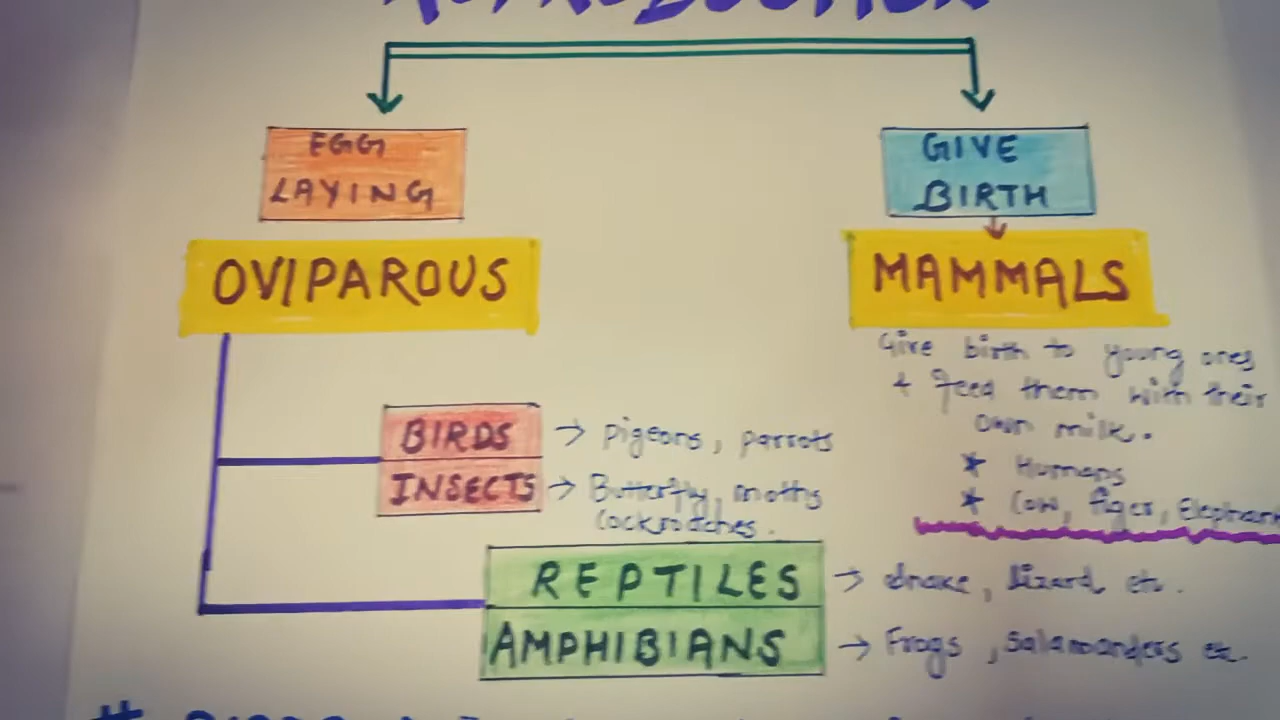 REPRODUCTION
EGG
LAYING
OVIPAROUS
GIVE
BIRTH
MAMMALS
Give birth to young ones
+ feed them with their
own milk.
* Humans
* Cow, Tiger, Elephant
BIRDS → pigeons, parrots
INSECTS → Butterfly, moths
Cockroaches.
REPTILES → snake, lizard etc.
AMPHIBIANS → Frogs, salamanders etc.